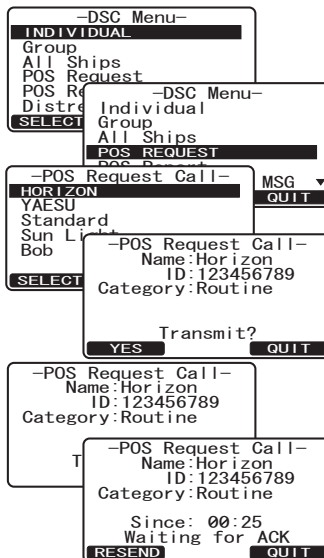 –DSC Menu–
INDIVIDUAL
Group
All Ships
POS Request
POS Re
Distre
SELECT
–DSC Menu–
Individual
Group
All Ships
POS REQUEST
POS Report
MSG ▼
QUIT
–POS Request Call–
HORIZON
YAESU
Standard
Sun Light
Bob
SELECT
–POS Request Call–
Name:Horizon
ID:123456789
Category:Routine
Transmit?
YES QUIT
–POS Request Call–
Name:Horizon
ID:123456789
Category:Routine
T
–POS Request Call–
Name:Horizon
ID:123456789
Category:Routine
Since: 00:25
Waiting for ACK
RESEND QUIT